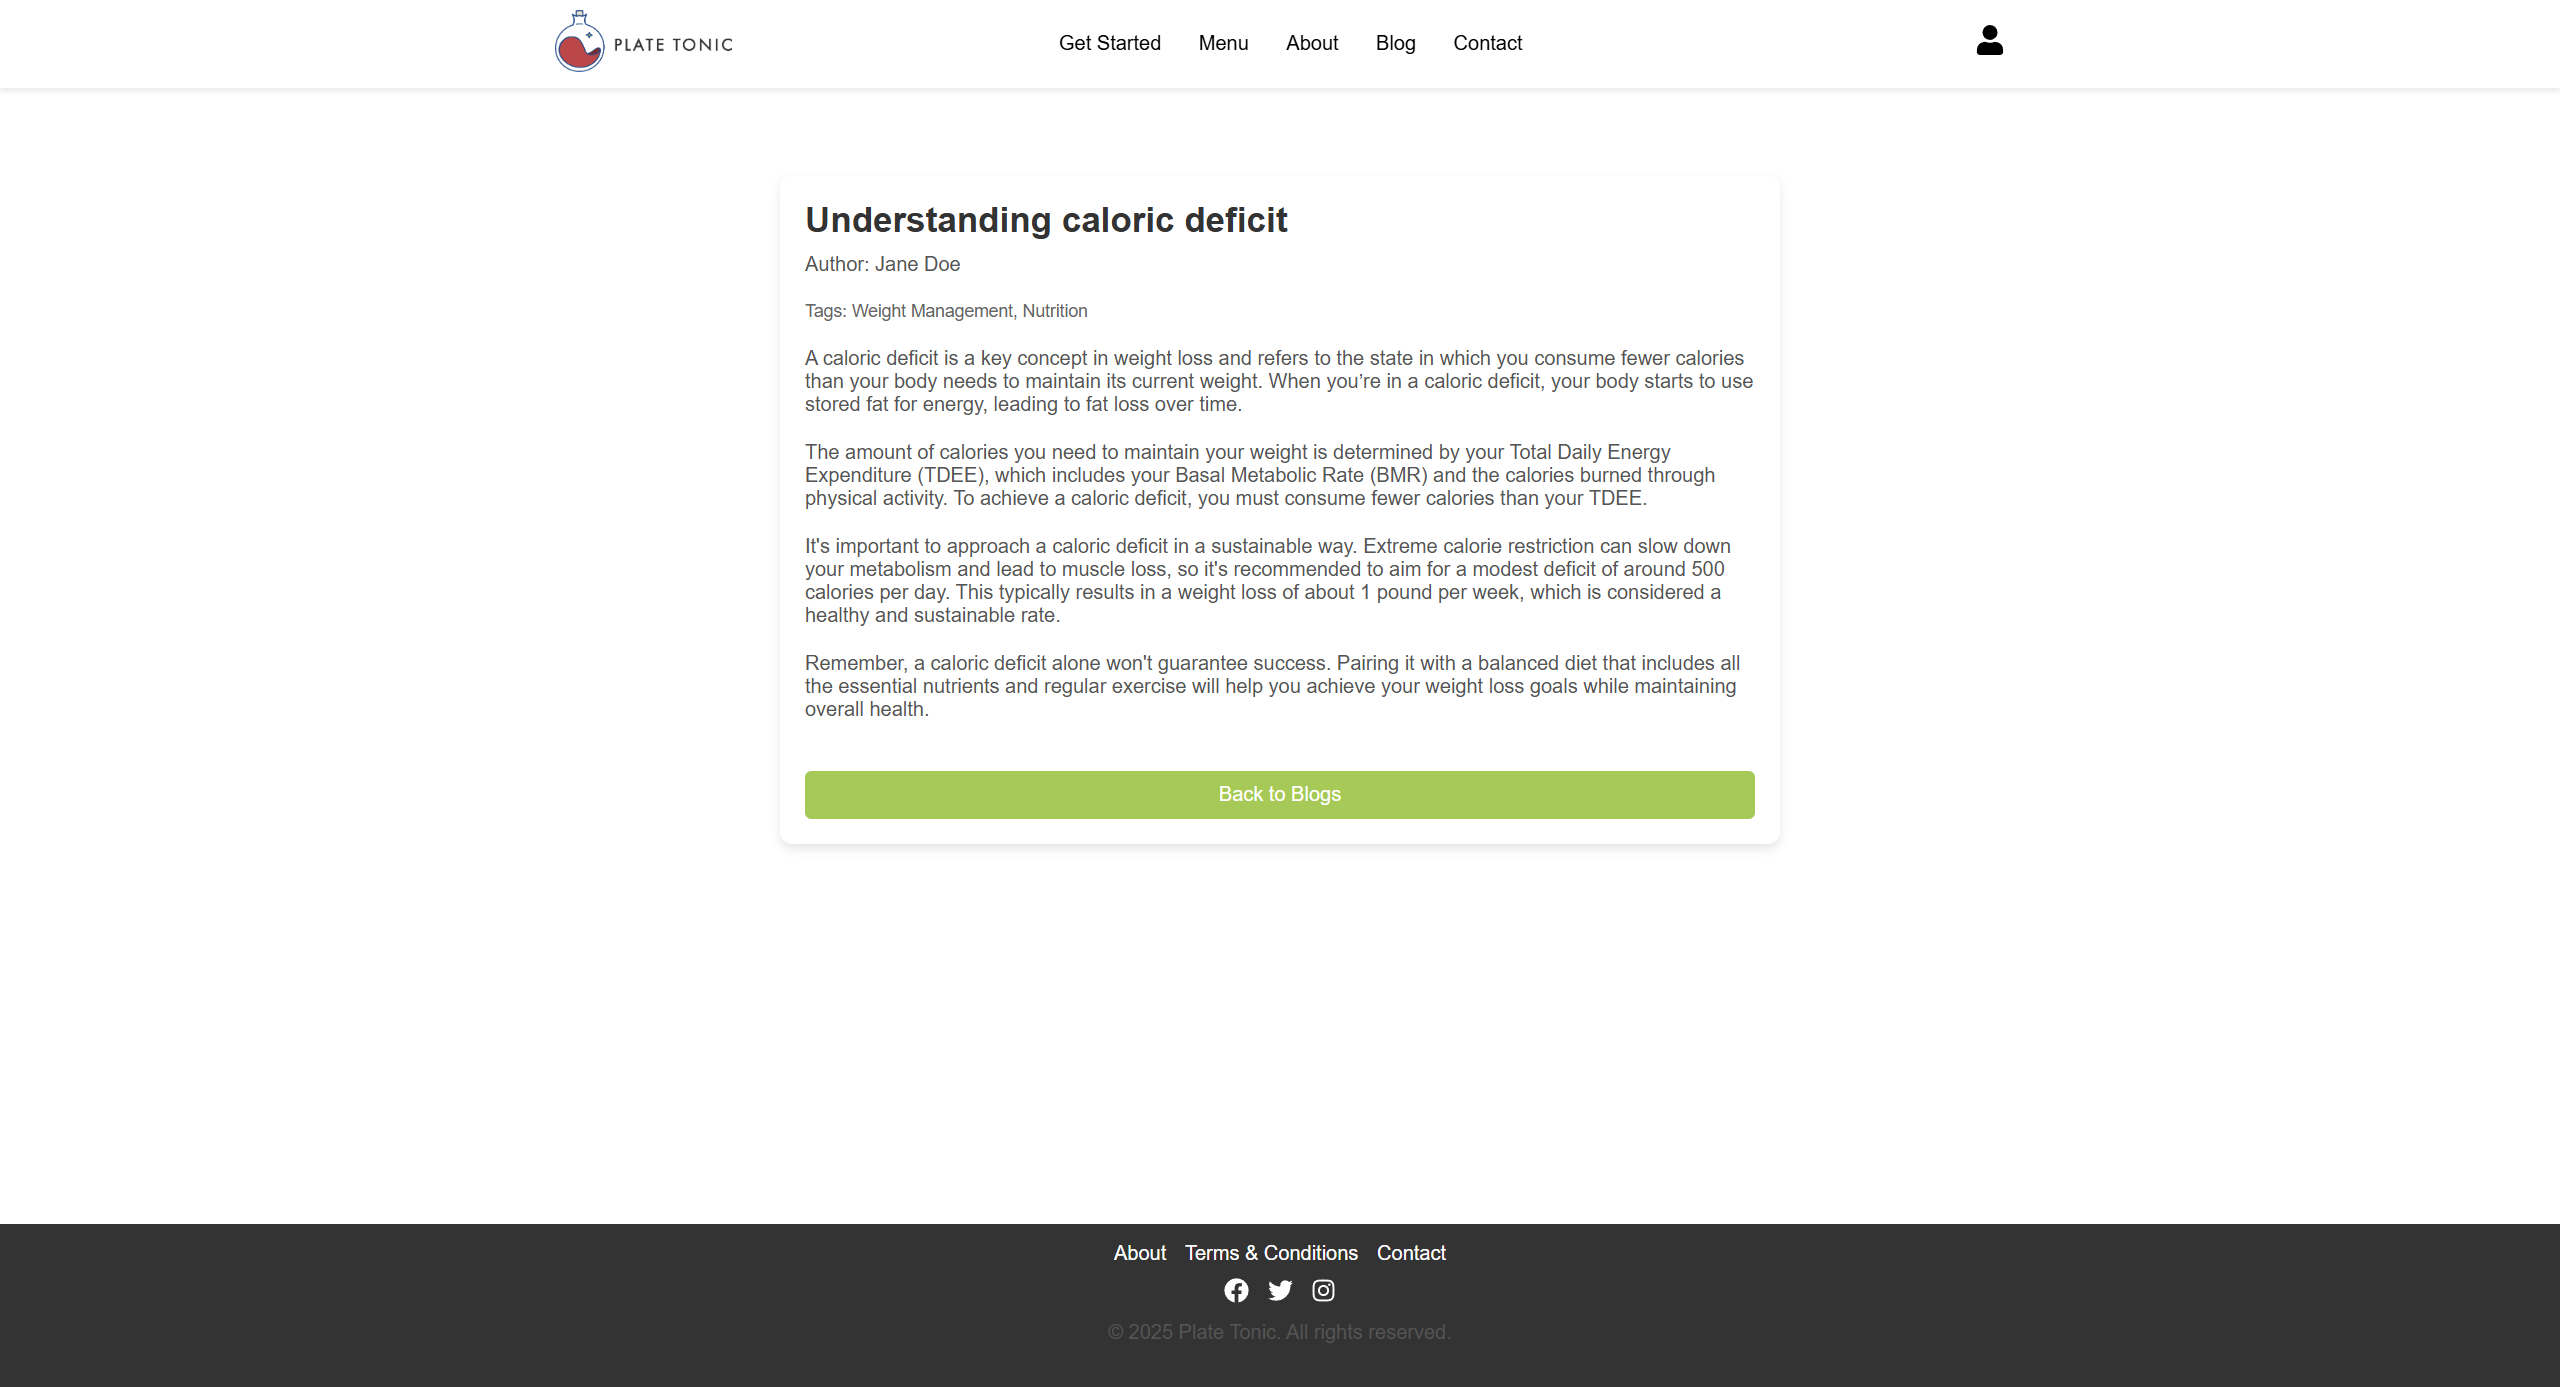 PLATE TONIC
Get Started
Menu
About
Blog
Contact
Understanding caloric deficit
Author: Jane Doe
Tags: Weight Management, Nutrition
A caloric deficit is a key concept in weight loss and refers to the state in which you consume fewer calories
than your body needs to maintain its current weight. When you’re in a caloric deficit, your body starts to use
stored fat for energy, leading to fat loss over time.
The amount of calories you need to maintain your weight is determined by your Total Daily Energy
Expenditure (TDEE), which includes your Basal Metabolic Rate (BMR) and the calories burned through
physical activity. To achieve a caloric deficit, you must consume fewer calories than your TDEE.
It's important to approach a caloric deficit in a sustainable way. Extreme calorie restriction can slow down
your metabolism and lead to muscle loss, so it's recommended to aim for a modest deficit of around 500
calories per day. This typically results in a weight loss of about 1 pound per week, which is considered a
healthy and sustainable rate.
Remember, a caloric deficit alone won't guarantee success. Pairing it with a balanced diet that includes all
the essential nutrients and regular exercise will help you achieve your weight loss goals while maintaining
overall health.
Back to Blogs
About
Terms & Conditions
Contact
© 2025 Plate Tonic. All rights reserved.